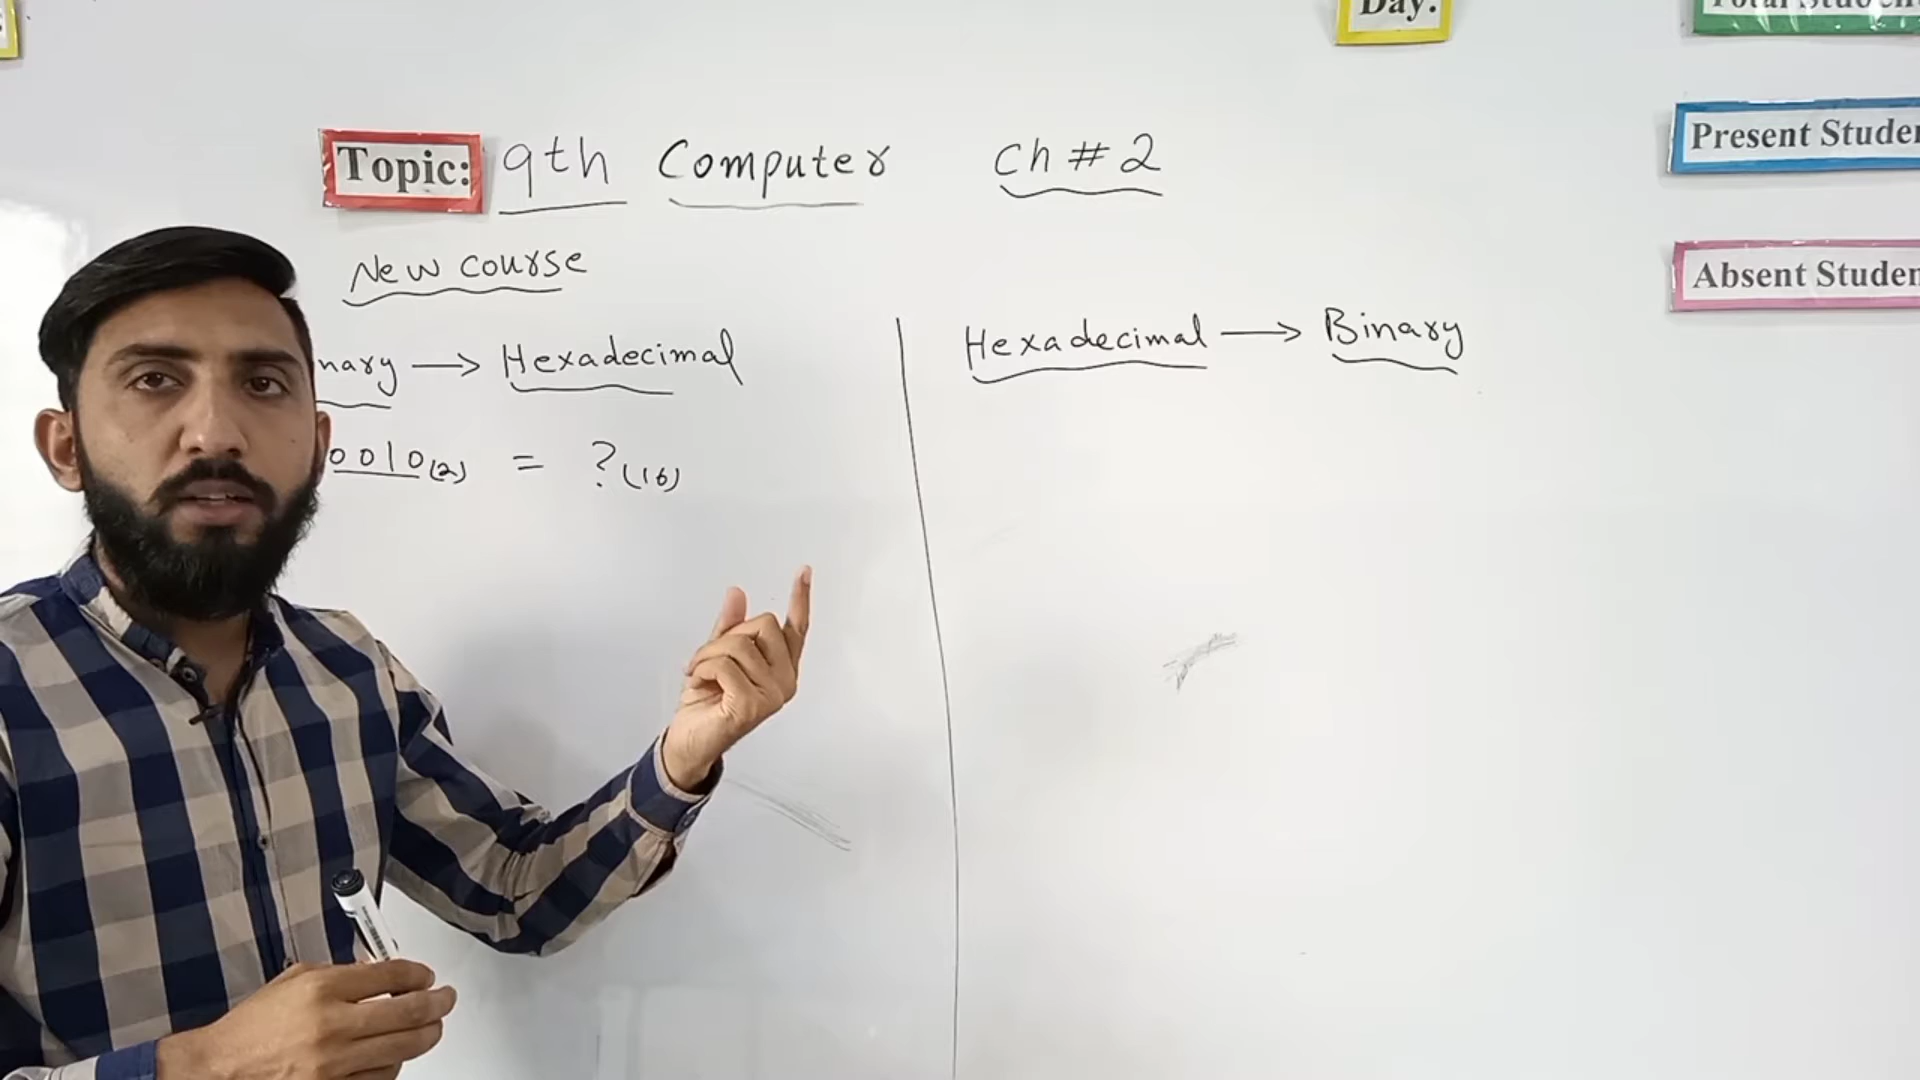 Day:
Topic: 9th Computer Ch # 2
Present Studen
Absent Studen
New course
nary → Hexadecimal
0010(2) = ?(16)
Hexadecimal → Binary